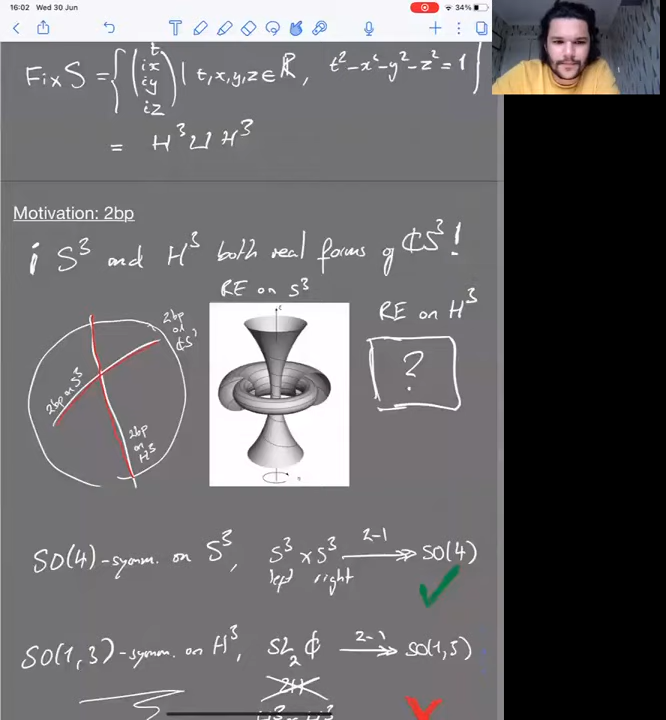 16:02 Wed 30 Jun
34%
Fix S = { ( t ix iy iz ) | t,x,y,z ∈ ℝ, t² - x² - y² - z² = 1 }
= H³ ⊔ H³
Motivation: 2bp
¡ S³ and H³ both real forms of ℂS³!
RE on S³
RE on H³
?
2bp on ℂS³
2bp on S³
2bp on H³
SO(4)-symm. on S³, S³ × S³ 2-1 ↠ SO(4)
left right
✓
SO(1,3)-symm. on H³, SL₂ℂ 2-1 ↠ SO(1,3)